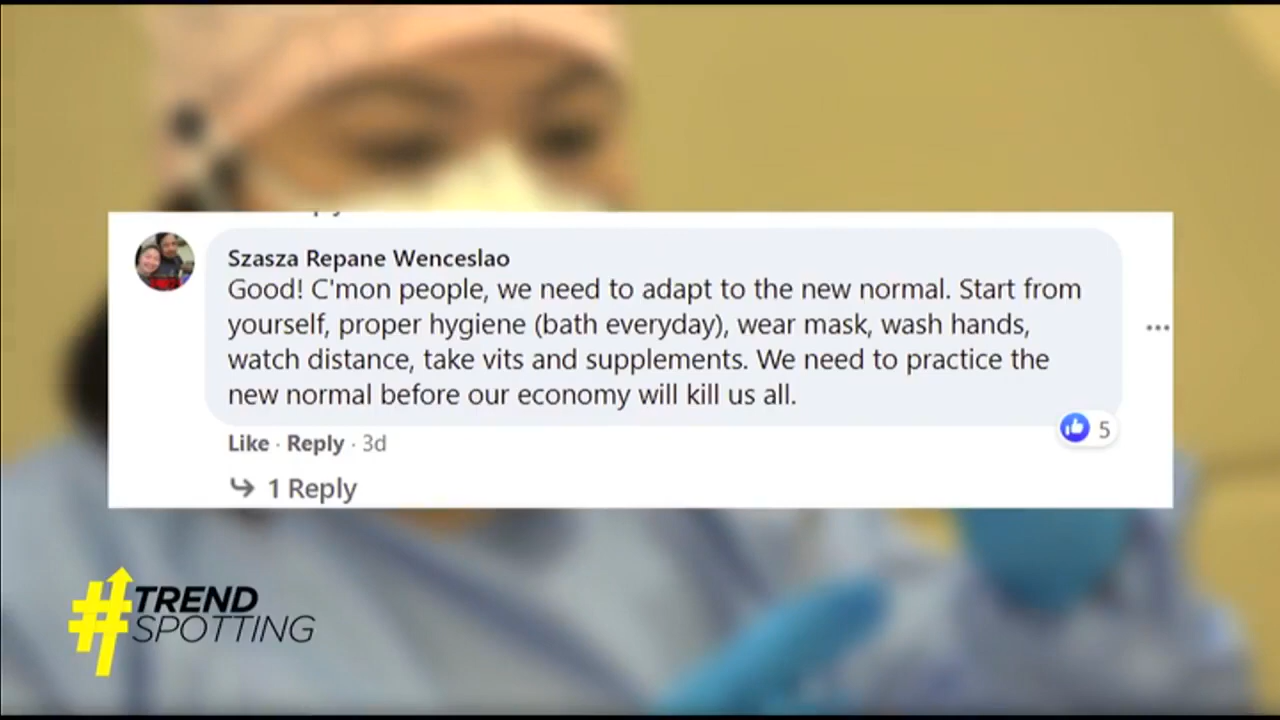 Szasza Repane Wenceslao
Good! C'mon people, we need to adapt to the new normal. Start from
yourself, proper hygiene (bath everyday), wear mask, wash hands,
watch distance, take vits and supplements. We need to practice the
new normal before our economy will kill us all.
5
Like · Reply · 3d
1 Reply
#TREND
SPOTTING